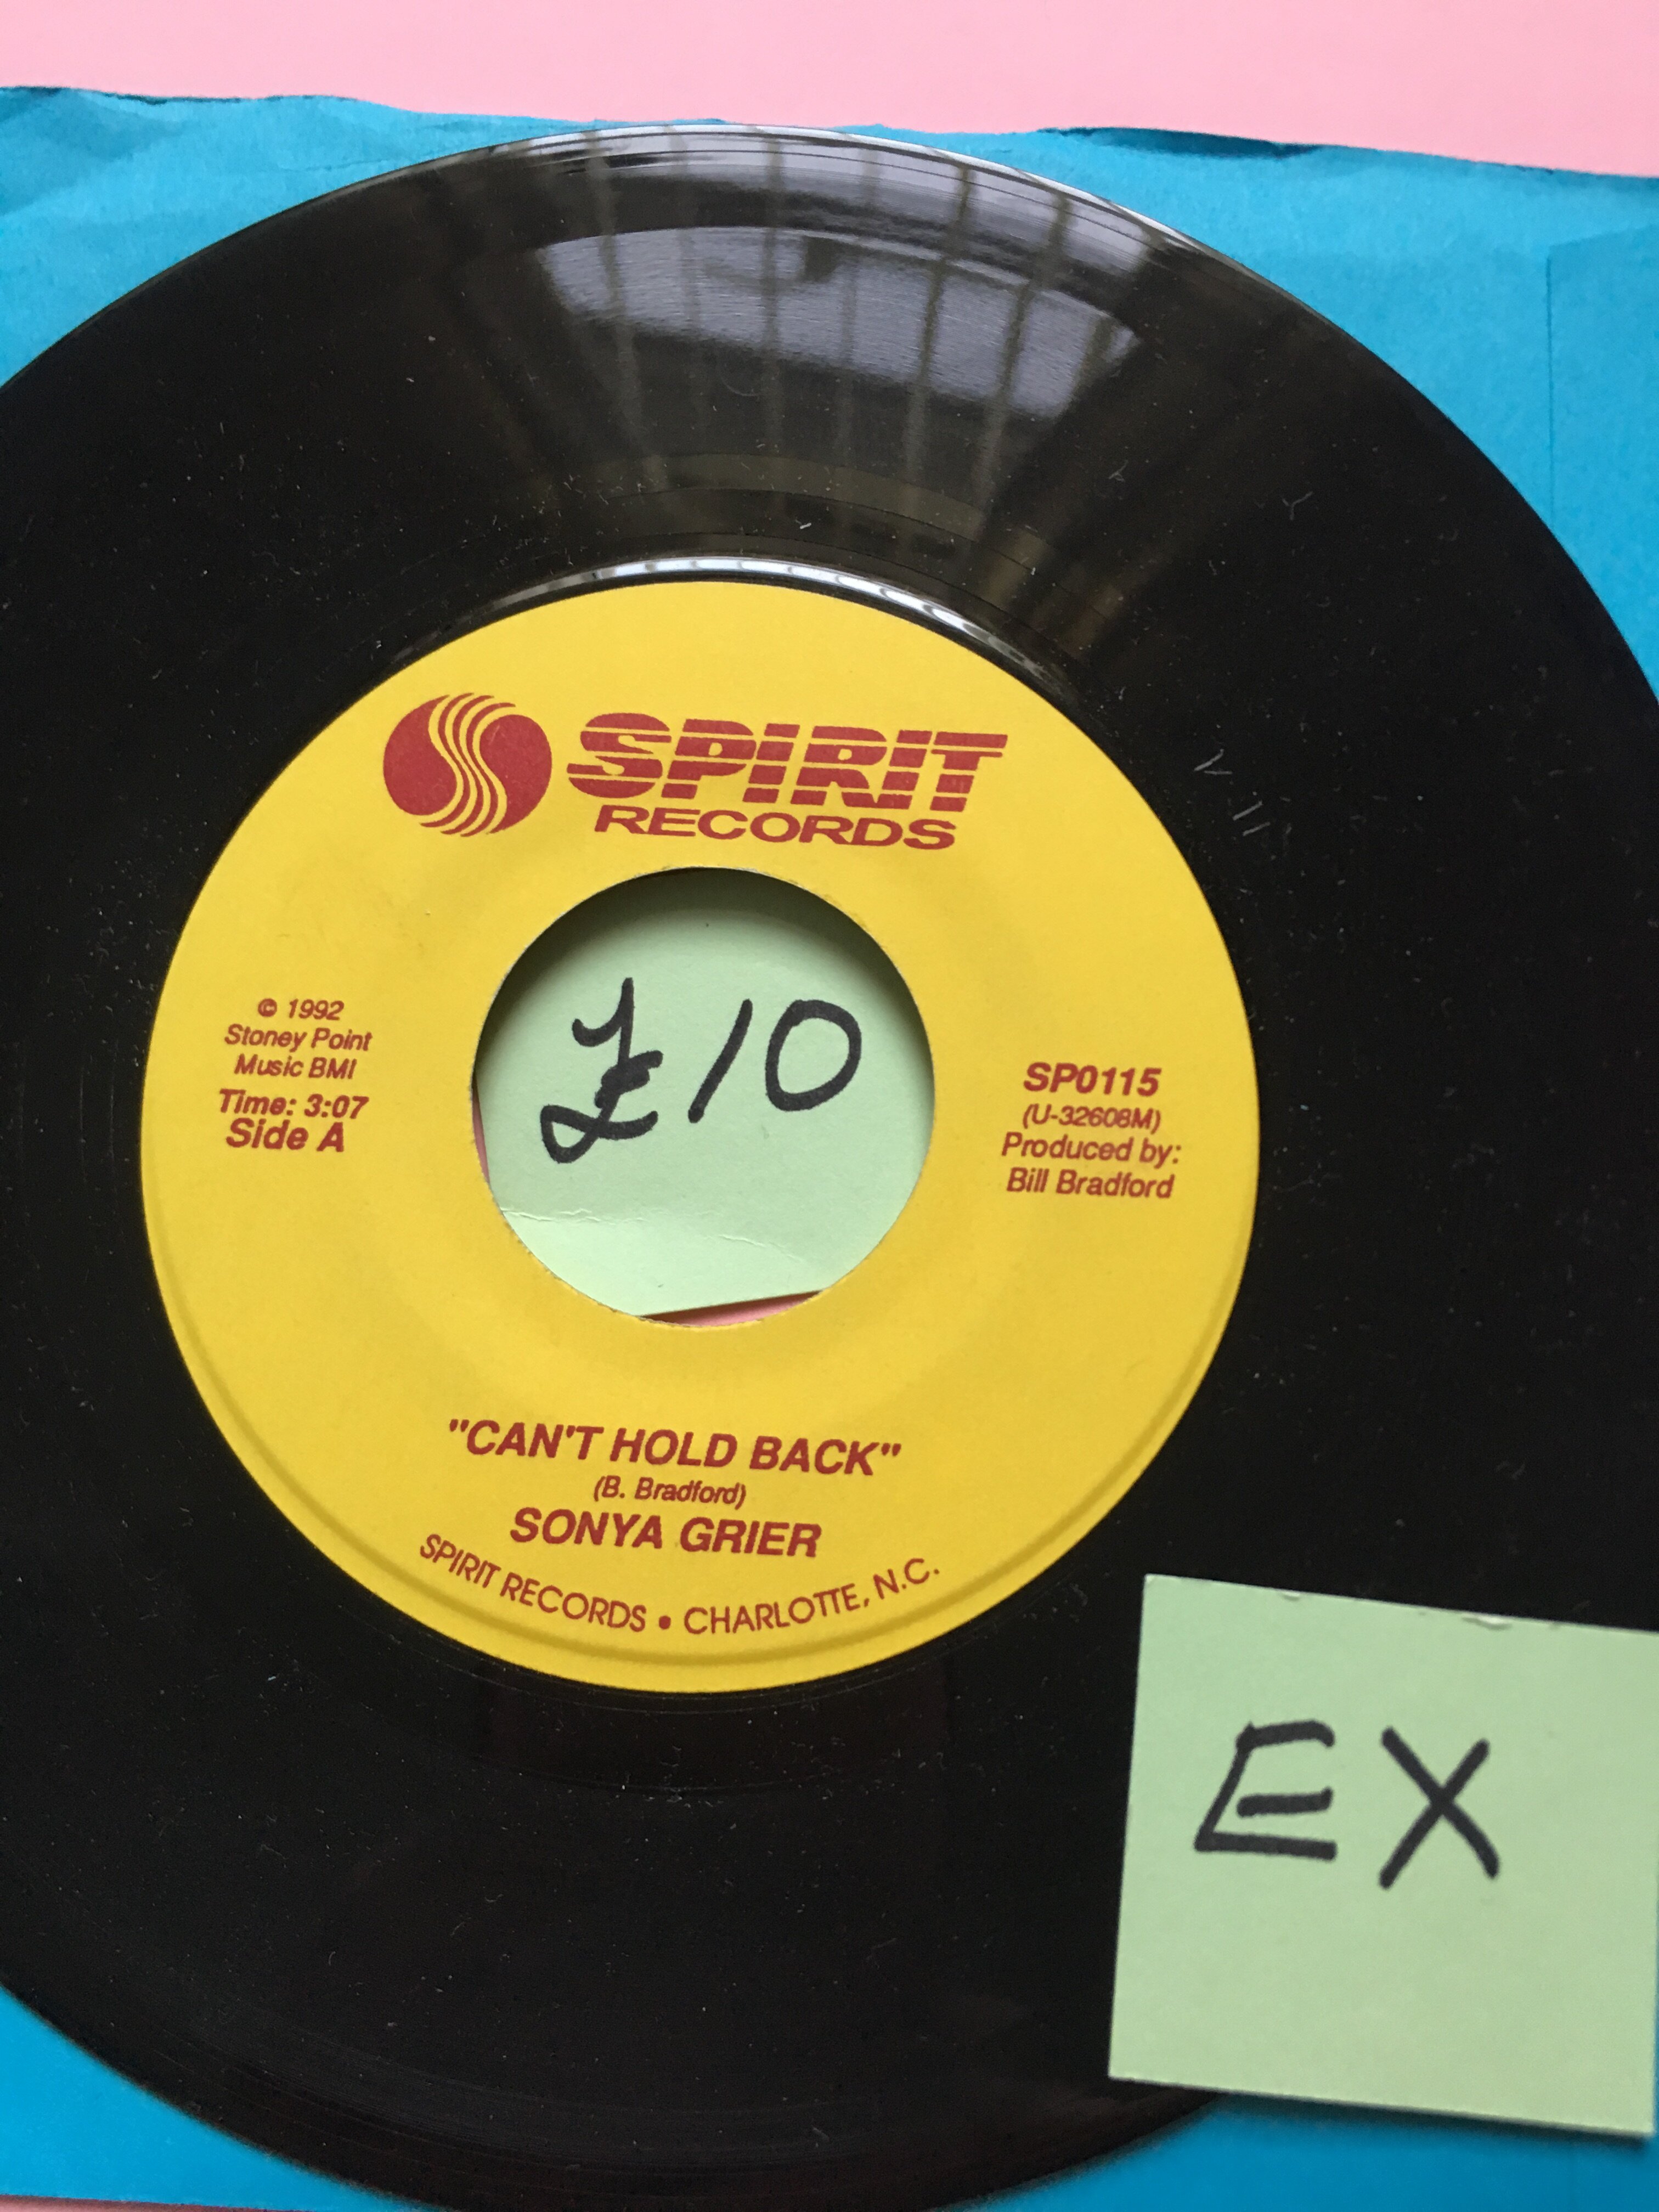 SPIRIT
RECORDS
© 1992
Stoney Point
Music BMI
Time: 3:07
Side A
£10
SP0115
(U-32608M)
Produced by:
Bill Bradford
"CAN'T HOLD BACK"
(B. Bradford)
SONYA GRIER
SPIRIT RECORDS • CHARLOTTE, N.C.
EX